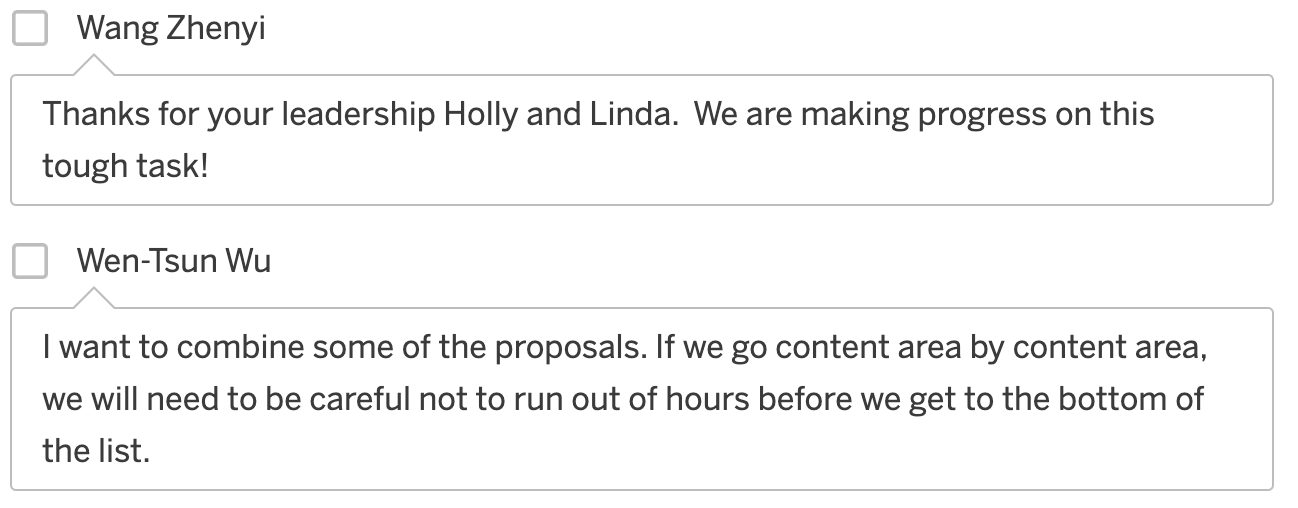 Wang Zhenyi
Thanks for your leadership Holly and Linda.  We are making progress on this
tough task!
Wen-Tsun Wu
I want to combine some of the proposals. If we go content area by content area,
we will need to be careful not to run out of hours before we get to the bottom of
the list.